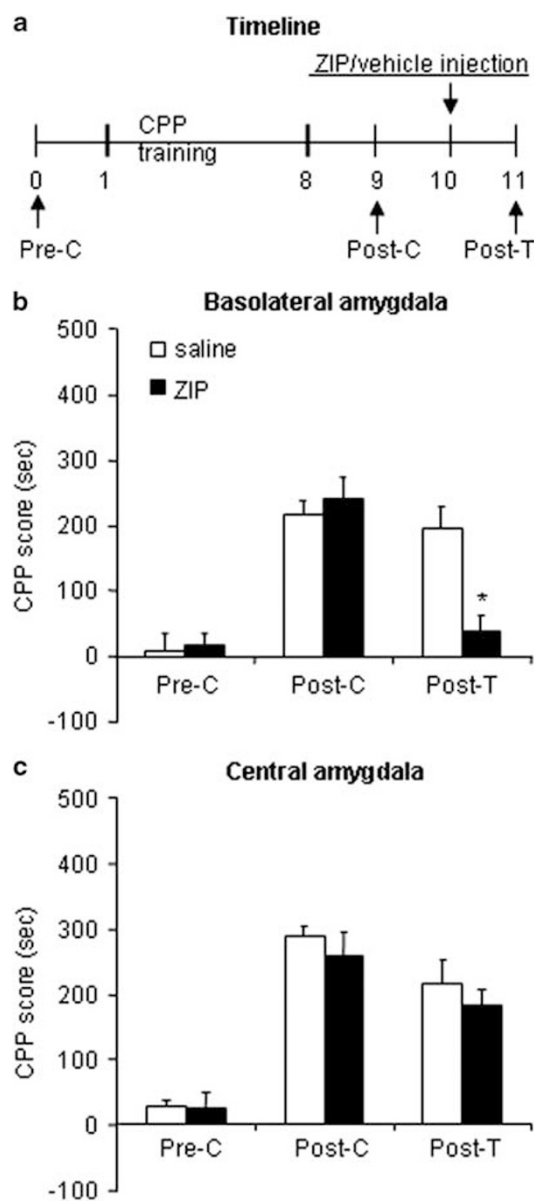 a
Timeline
ZIP/vehicle injection
CPP
training
0 1 8 9 10 11
Pre-C Post-C Post-T
b
Basolateral amygdala
500
saline
ZIP
400
300
200
100
0
-100
CPP score (sec)
*
Pre-C Post-C Post-T
c
Central amygdala
500
400
300
200
100
0
-100
CPP score (sec)
Pre-C Post-C Post-T